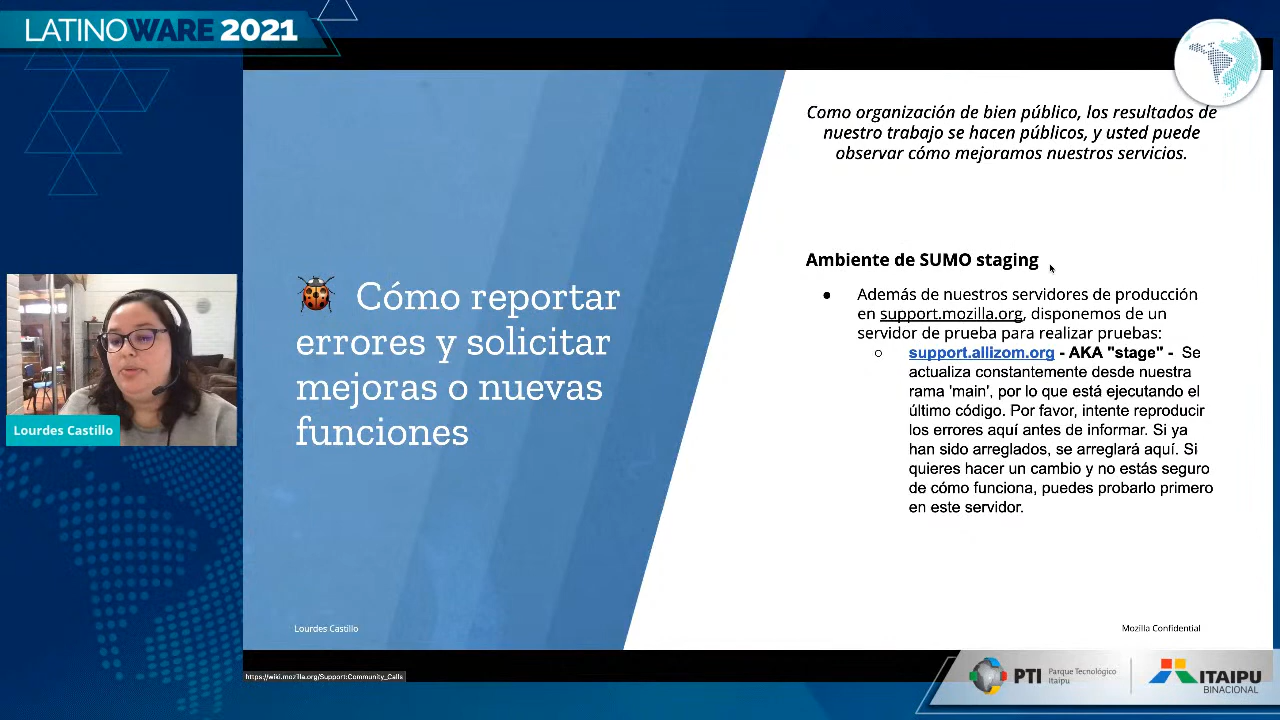 LATINOWARE 2021
Como organización de bien público, los resultados de
nuestro trabajo se hacen públicos, y usted puede
observar cómo mejoramos nuestros servicios.
🐞 Cómo reportar
errores y solicitar
mejoras o nuevas
funciones
Ambiente de SUMO staging
● Además de nuestros servidores de producción
en support.mozilla.org, disponemos de un
servidor de prueba para realizar pruebas:
○ support.allizom.org - AKA "stage" - Se
actualiza constantemente desde nuestra
rama 'main', por lo que está ejecutando el
último código. Por favor, intente reproducir
los errores aquí antes de informar. Si ya
han sido arreglados, se arreglará aquí. Si
quieres hacer un cambio y no estás seguro
de cómo funciona, puedes probarlo primero
en este servidor.
Lourdes Castillo
Lourdes Castillo
Mozilla Confidential
https://wiki.mozilla.org/Support:Community_Calls
PTI
Parque Tecnológico
Itaipu
ITAIPU
BINACIONAL